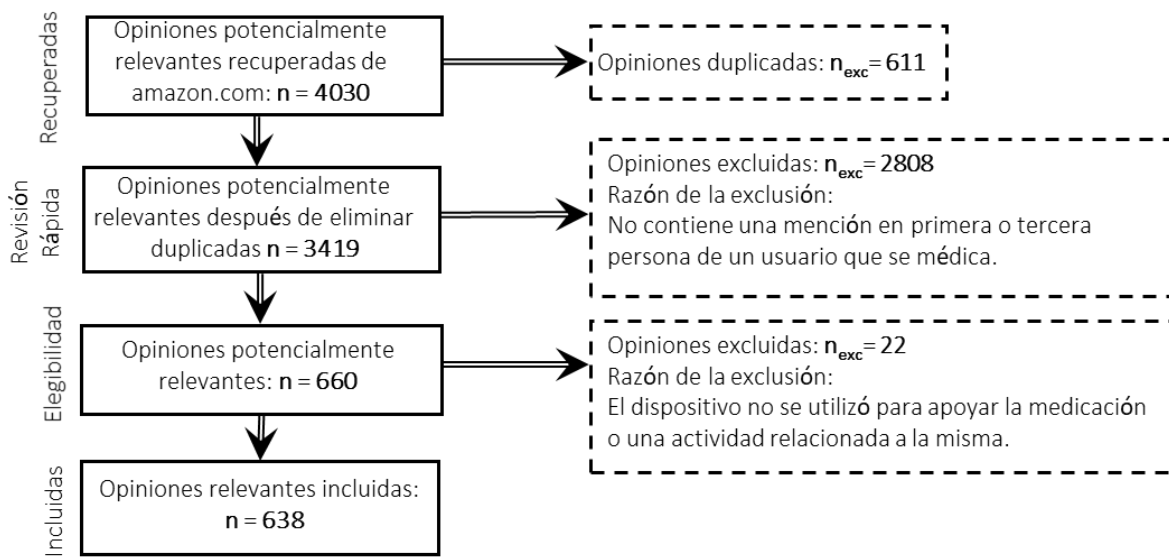 Recuperadas
Opiniones potencialmente
relevantes recuperadas de
amazon.com: n = 4030
Opiniones duplicadas: nexc= 611
Revisión
Rápida
Opiniones potencialmente
relevantes después de eliminar
duplicadas n = 3419
Opiniones excluidas: nexc= 2808
Razón de la exclusión:
No contiene una mención en primera o tercera
persona de un usuario que se médica.
Elegibilidad
Opiniones potencialmente
relevantes: n = 660
Opiniones excluidas: nexc= 22
Razón de la exclusión:
El dispositivo no se utilizó para apoyar la medicación
o una actividad relacionada a la misma.
Incluidas
Opiniones relevantes incluidas:
n = 638